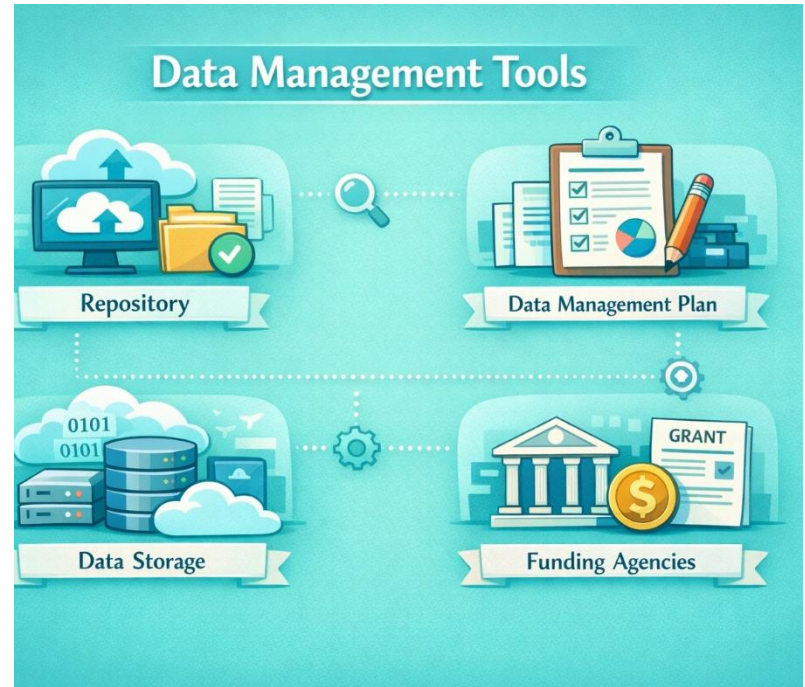 Data Management Tools
Repository
Data Management Plan
0101
0101
GRANT
$
Data Storage
Funding Agencies